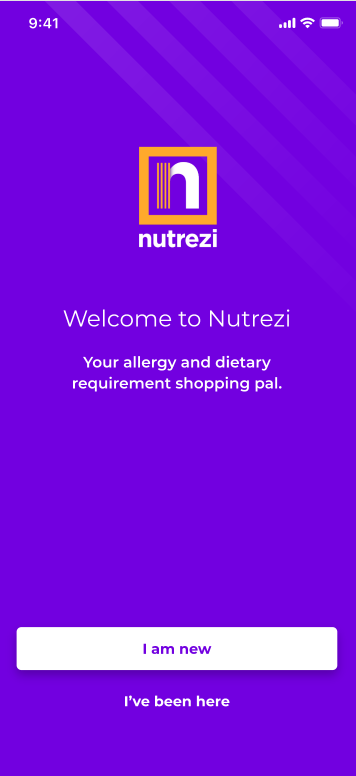 9:41
n
nutrezi
Welcome to Nutrezi
Your allergy and dietary
requirement shopping pal.
I am new
I’ve been here